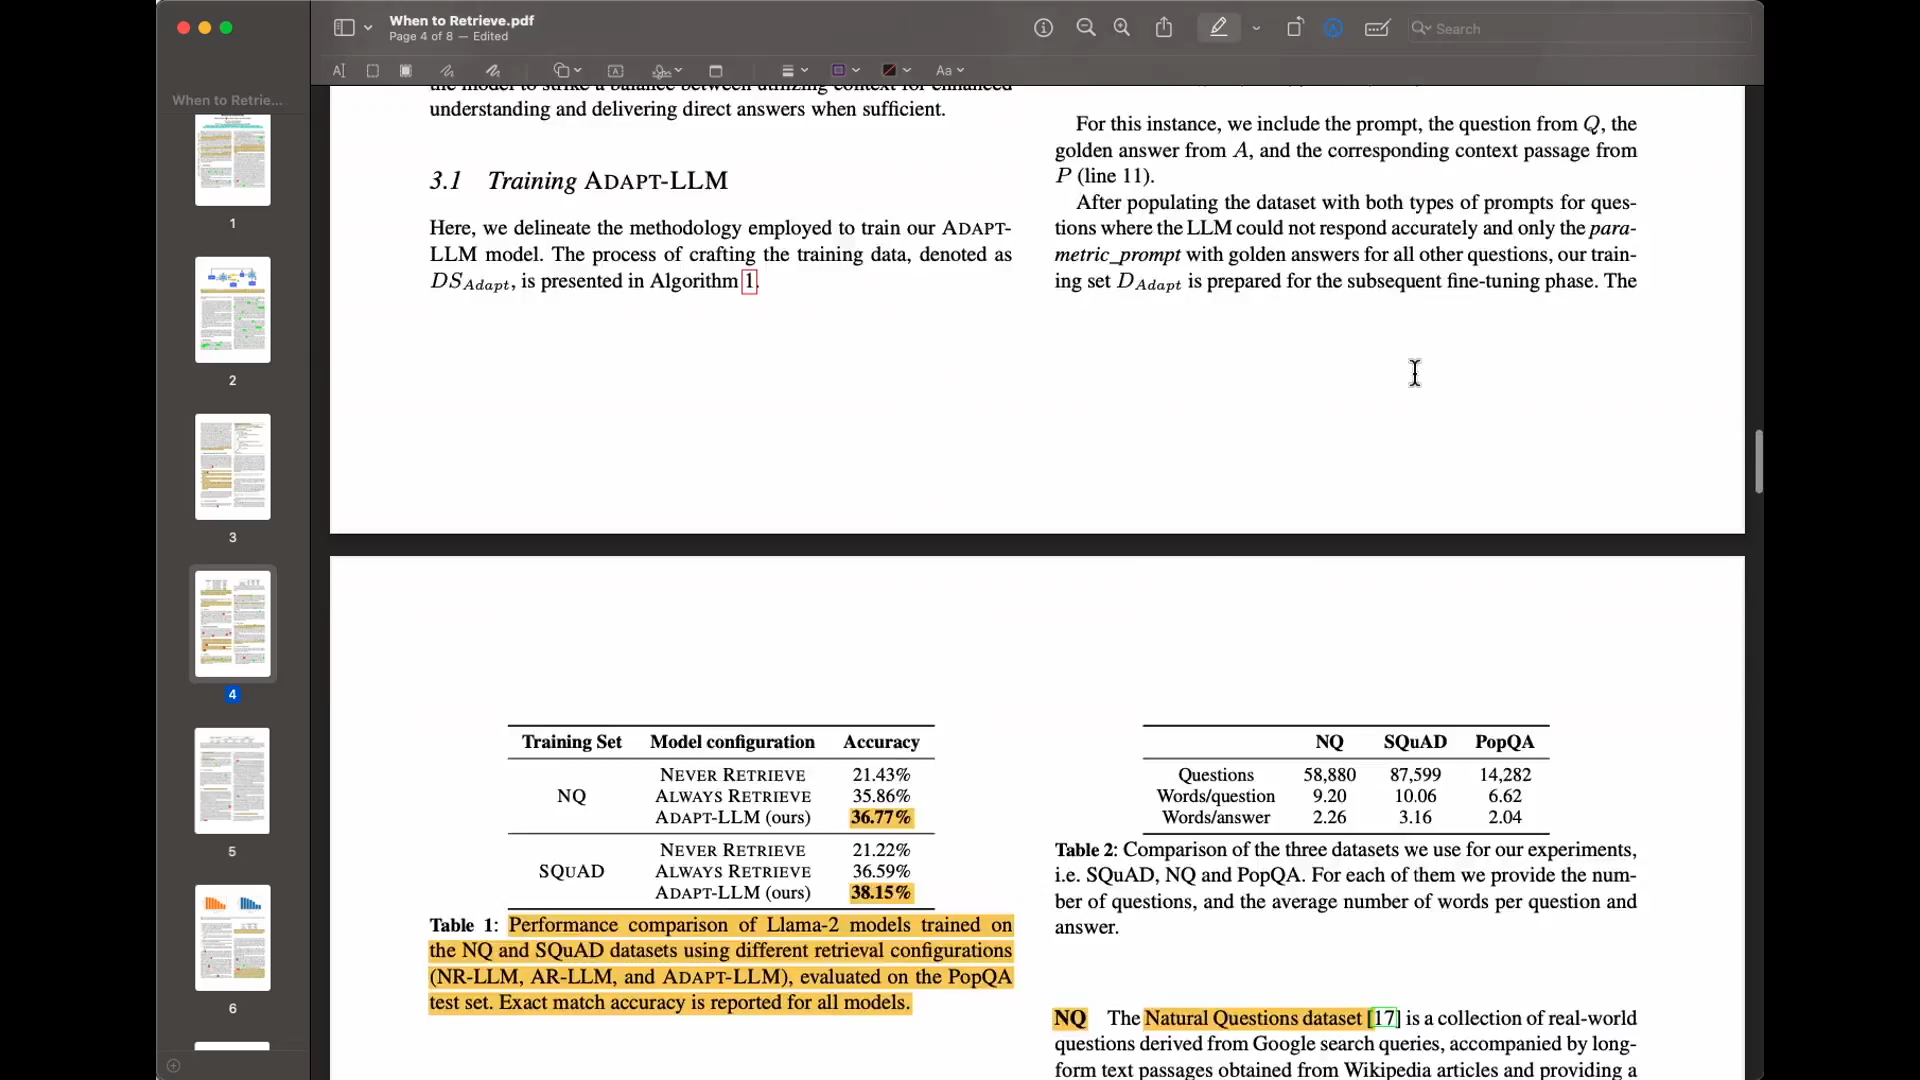 When to Retrieve.pdf
Page 4 of 8 — Edited
Search
Aa
When to Retrie...
1
2
3
4
5
6
the model to strike a balance between utilizing context for enhanced
understanding and delivering direct answers when sufficient.
3.1 Training ADAPT-LLM
Here, we delineate the methodology employed to train our ADAPT-
LLM model. The process of crafting the training data, denoted as
DS_Adapt, is presented in Algorithm 1.
For this instance, we include the prompt, the question from Q, the
golden answer from A, and the corresponding context passage from
P (line 11).
After populating the dataset with both types of prompts for ques-
tions where the LLM could not respond accurately and only the para-
metric_prompt with golden answers for all other questions, our train-
ing set D_Adapt is prepared for the subsequent fine-tuning phase. The
Training Set Model configuration Accuracy
NEVER RETRIEVE 21.43%
NQ ALWAYS RETRIEVE 35.86%
ADAPT-LLM (ours) 36.77%
NEVER RETRIEVE 21.22%
SQUAD ALWAYS RETRIEVE 36.59%
ADAPT-LLM (ours) 38.15%
Table 1: Performance comparison of Llama-2 models trained on
the NQ and SQuAD datasets using different retrieval configurations
(NR-LLM, AR-LLM, and ADAPT-LLM), evaluated on the PopQA
test set. Exact match accuracy is reported for all models.
NQ SQuAD PopQA
Questions 58,880 87,599 14,282
Words/question 9.20 10.06 6.62
Words/answer 2.26 3.16 2.04
Table 2: Comparison of the three datasets we use for our experiments,
i.e. SQuAD, NQ and PopQA. For each of them we provide the num-
ber of questions, and the average number of words per question and
answer.
NQ The Natural Questions dataset [17] is a collection of real-world
questions derived from Google search queries, accompanied by long-
form text passages obtained from Wikipedia articles and providing a